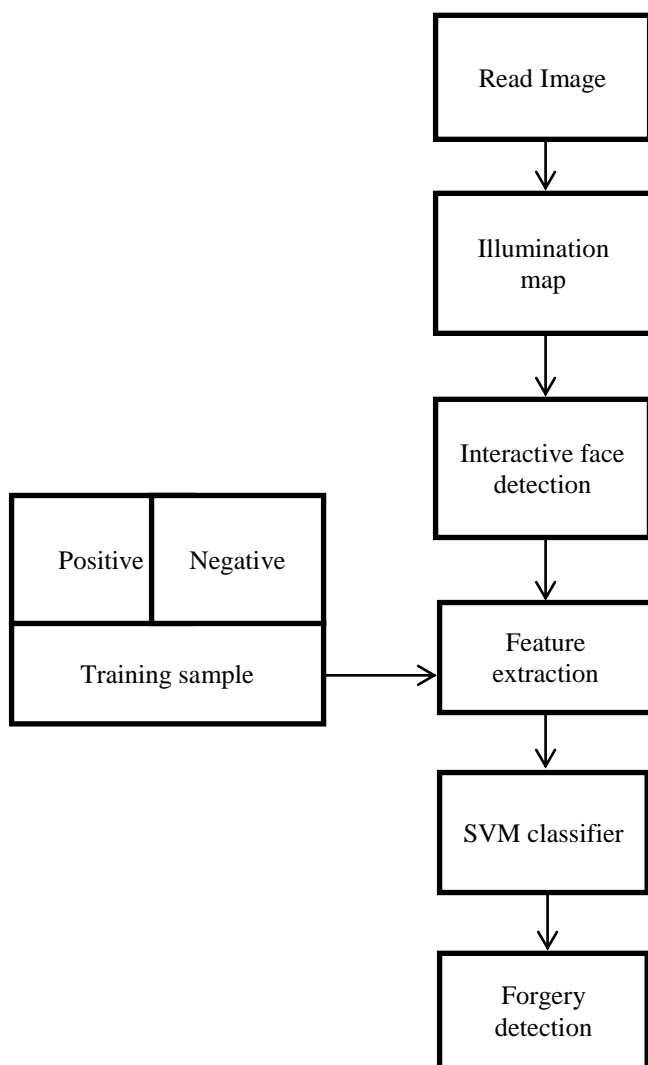 Read Image
Illumination
map
Interactive face
detection
Positive
Negative
Training sample
Feature
extraction
SVM classifier
Forgery
detection